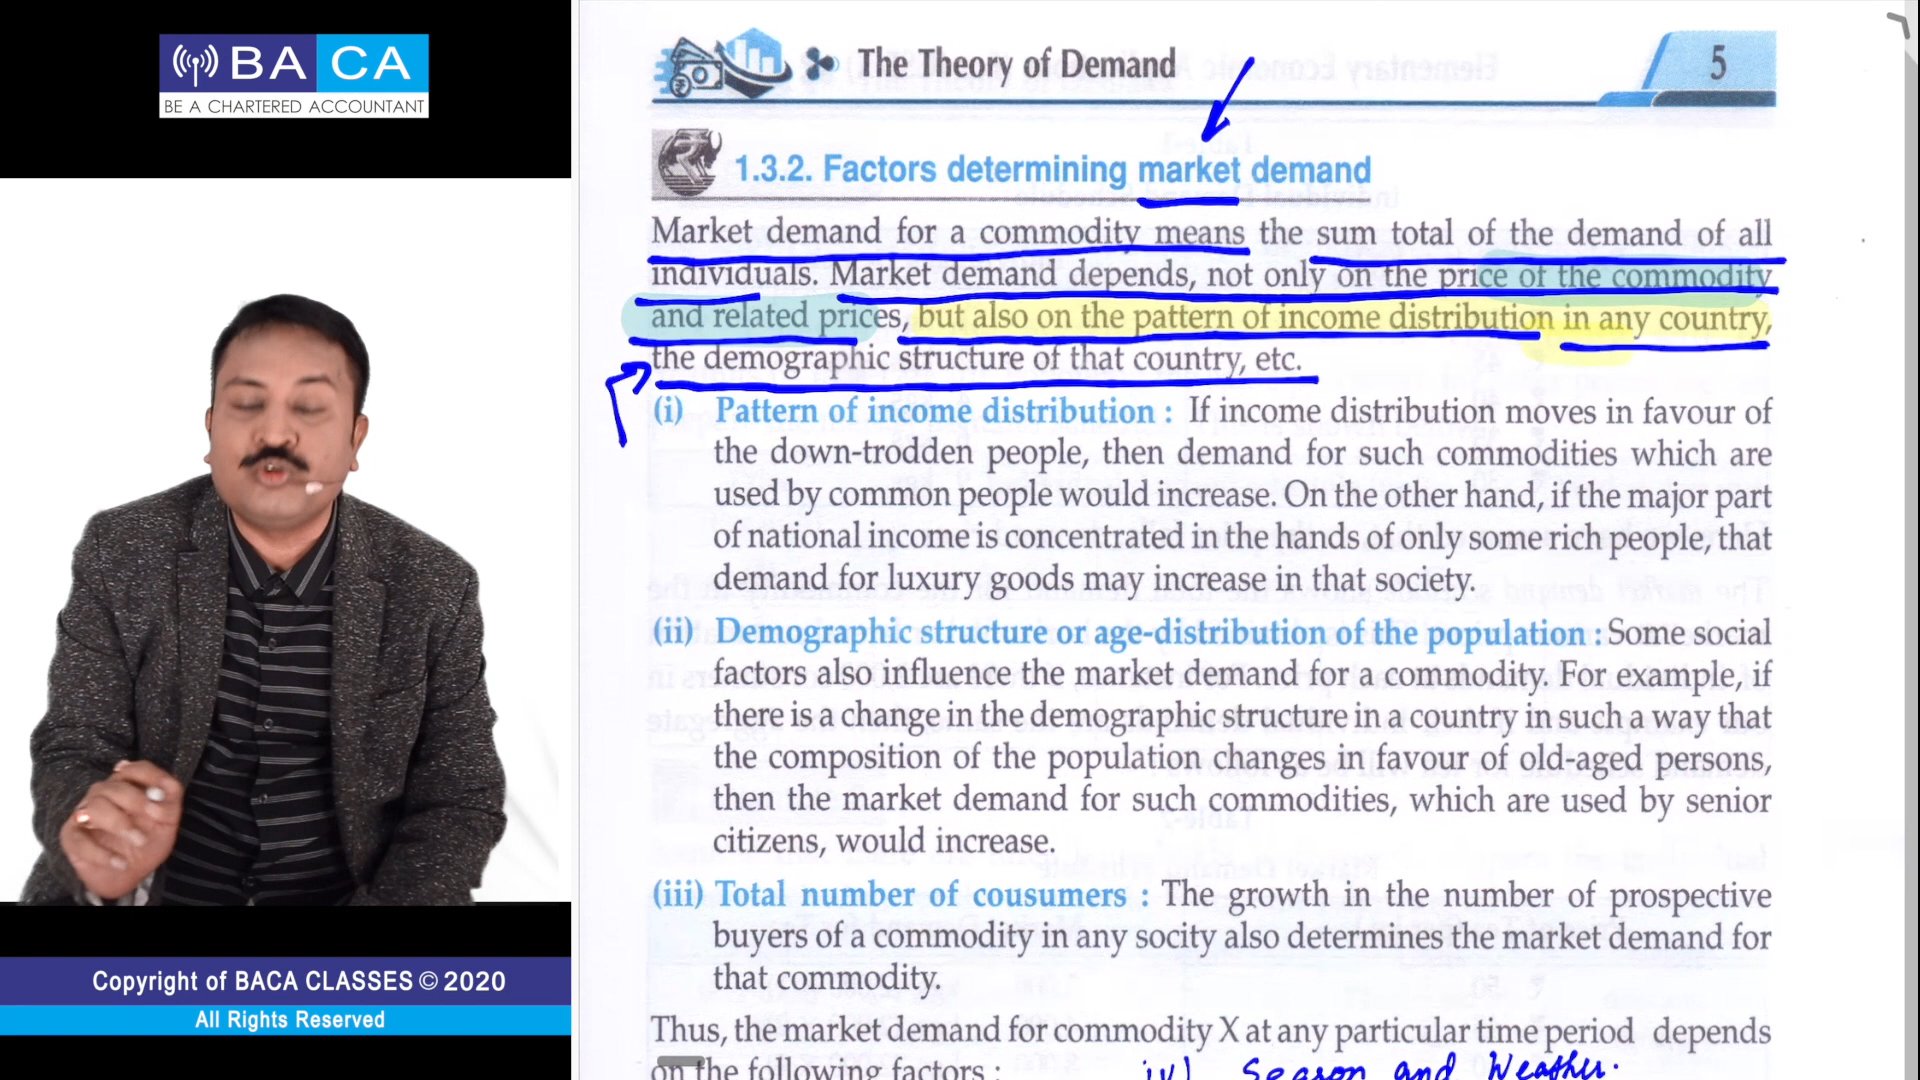 BA CA
BE A CHARTERED ACCOUNTANT
The Theory of Demand
5
1.3.2. Factors determining market demand
Market demand for a commodity means the sum total of the demand of all
individuals. Market demand depends, not only on the price of the commodity
and related prices, but also on the pattern of income distribution in any country,
the demographic structure of that country, etc.
(i) Pattern of income distribution : If income distribution moves in favour of
the down-trodden people, then demand for such commodities which are
used by common people would increase. On the other hand, if the major part
of national income is concentrated in the hands of only some rich people, that
demand for luxury goods may increase in that society.
(ii) Demographic structure or age-distribution of the population : Some social
factors also influence the market demand for a commodity. For example, if
there is a change in the demographic structure in a country in such a way that
the composition of the population changes in favour of old-aged persons,
then the market demand for such commodities, which are used by senior
citizens, would increase.
(iii) Total number of cousumers : The growth in the number of prospective
buyers of a commodity in any socity also determines the market demand for
that commodity.
Thus, the market demand for commodity X at any particular time period depends
on the following factors :
iv) Season and Weather.
Copyright of BACA CLASSES © 2020
All Rights Reserved